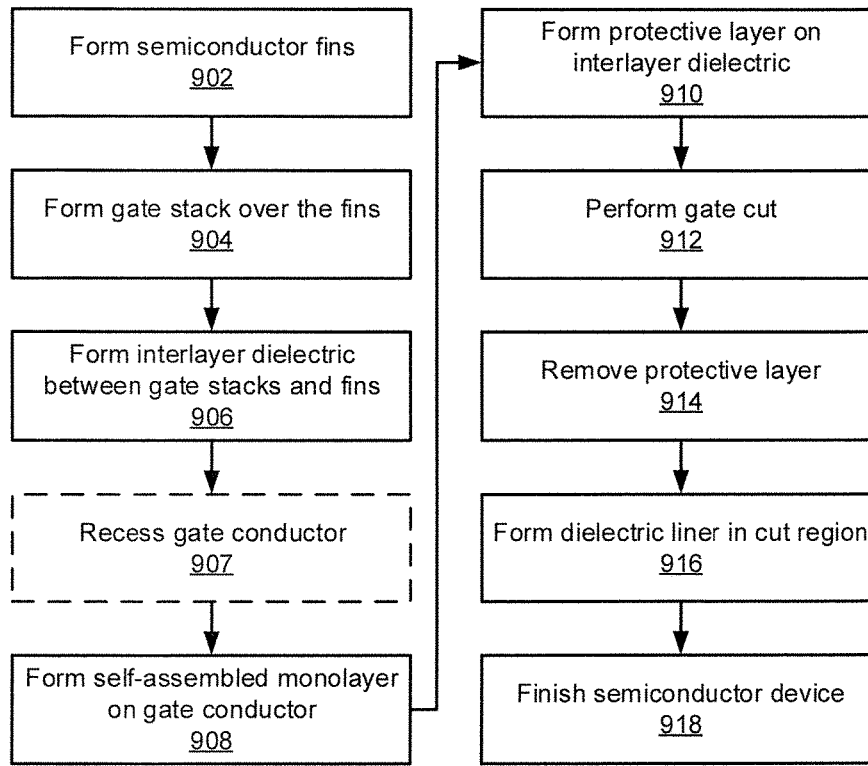 Form semiconductor fins
902
Form gate stack over the fins
904
Form interlayer dielectric
between gate stacks and fins
906
Recess gate conductor
907
Form self-assembled monolayer
on gate conductor
908
Form protective layer on
interlayer dielectric
910
Perform gate cut
912
Remove protective layer
914
Form dielectric liner in cut region
916
Finish semiconductor device
918